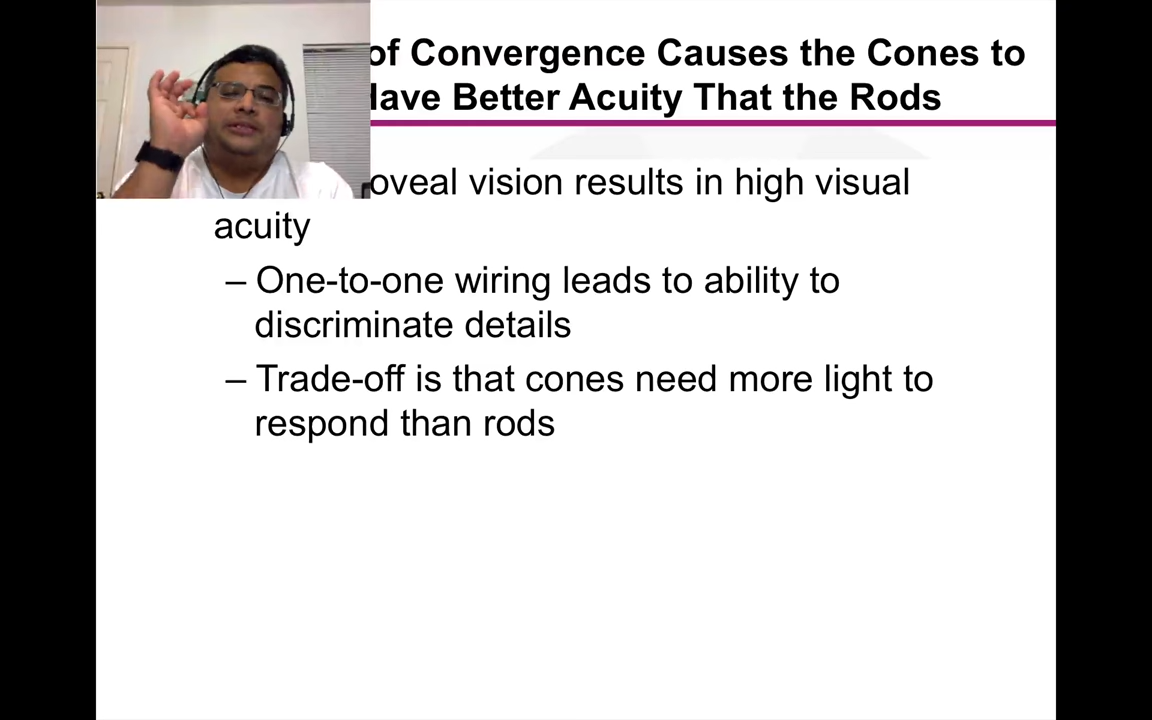 of Convergence Causes the Cones to
Have Better Acuity That the Rods
oveal vision results in high visual
acuity
– One-to-one wiring leads to ability to
discriminate details
– Trade-off is that cones need more light to
respond than rods